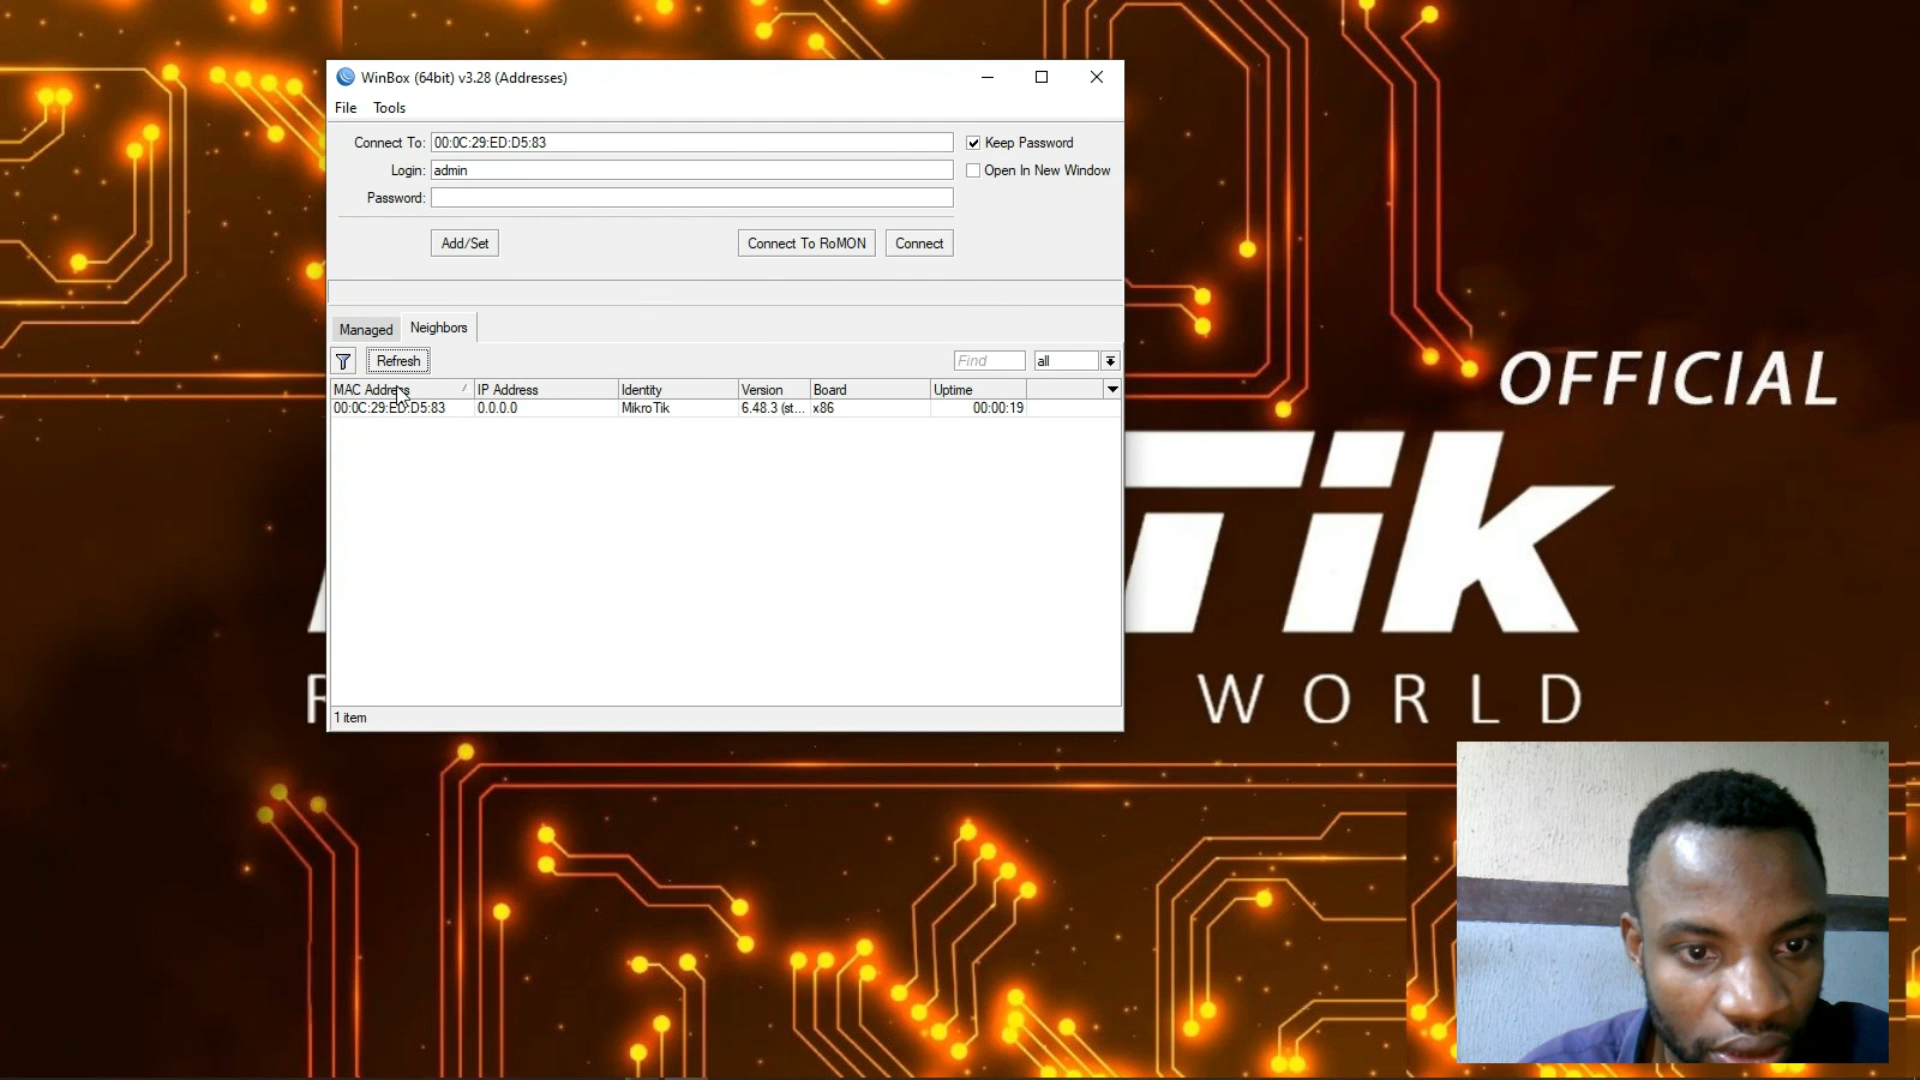 WinBox (64bit) v3.28 (Addresses)
File Tools
Connect To: 00:0C:29:ED:D5:83
Keep Password
Login: admin
Open In New Window
Password:
Add/Set Connect To RoMON Connect
Managed Neighbors
Refresh Find all
MAC Address IP Address Identity Version Board Uptime
00:0C:29:ED:D5:83 0.0.0.0 MikroTik 6.48.3 (st... x86 00:00:19
1 item
OFFICIAL
Tik
R
WORLD